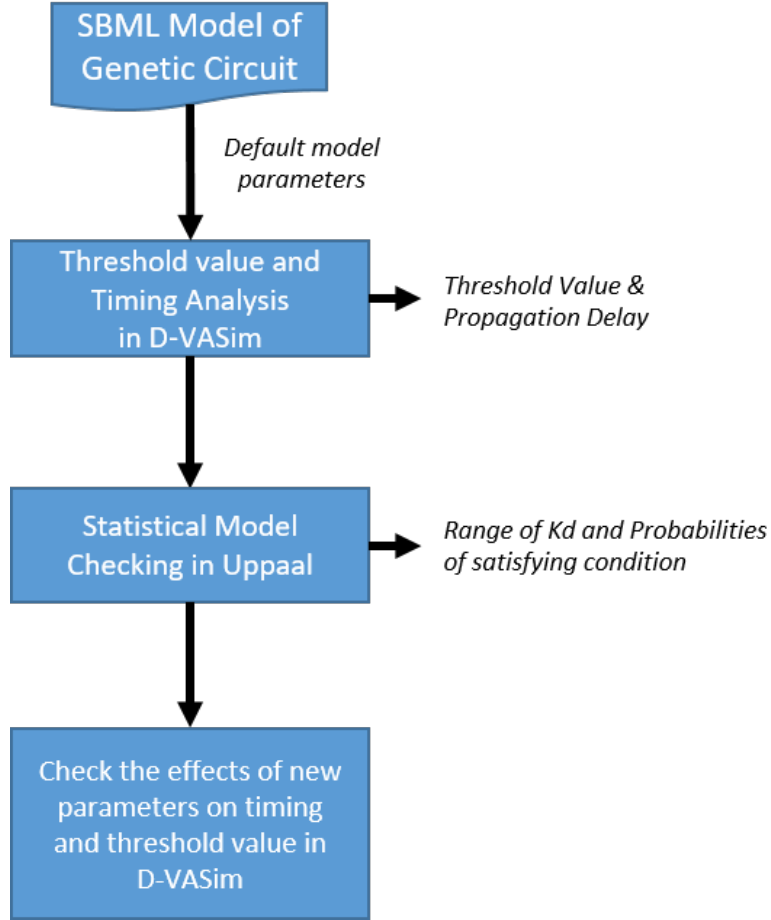 SBML Model of
Genetic Circuit
Default model
parameters
Threshold value and
Timing Analysis
in D-VASim
Threshold Value &
Propagation Delay
Statistical Model
Checking in Uppaal
Range of Kd and Probabilities
of satisfying condition
Check the effects of new
parameters on timing
and threshold value in
D-VASim